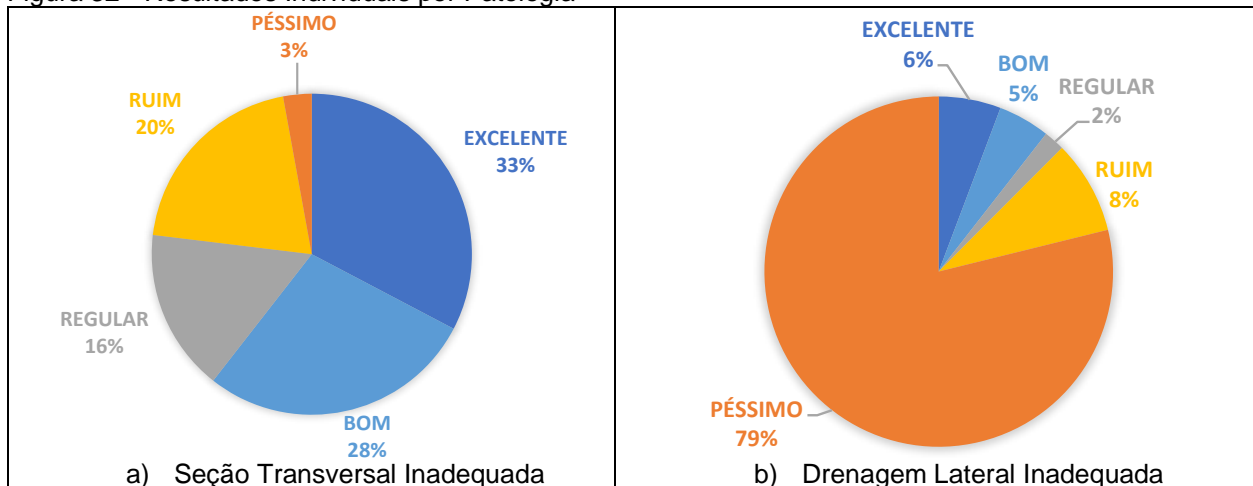 PÉSSIMO
3%
RUIM
20%
EXCELENTE
33%
REGULAR
16%
BOM
28%
a) Seção Transversal Inadequada
EXCELENTE
6%
BOM
5%
REGULAR
2%
RUIM
8%
PÉSSIMO
79%
b) Drenagem Lateral Inadequada